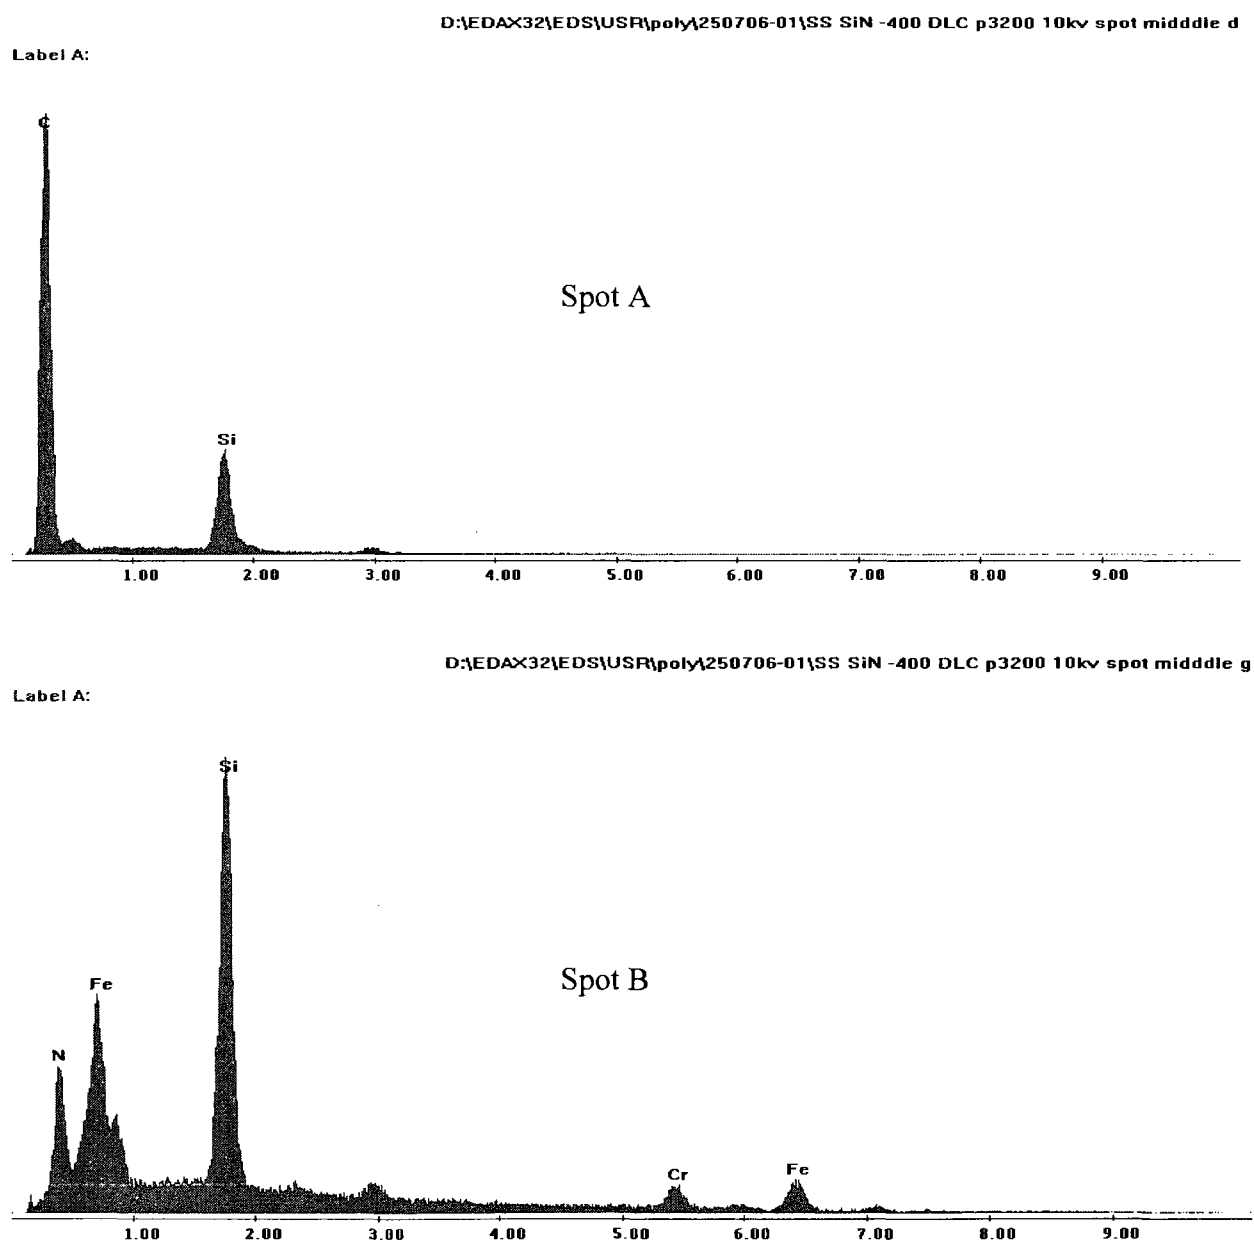 D:\EDAX32\EDS\USR\poly\250706-01\SS SiN -400 DLC p3200 10kv spot midddle d
Label A:
C
Spot A
Si
1.00 2.00 3.00 4.00 5.00 6.00 7.00 8.00 9.00
D:\EDAX32\EDS\USR\poly\250706-01\SS SiN -400 DLC p3200 10kv spot midddle g
Label A:
Si
Spot B
Fe
N
Cr Fe
1.00 2.00 3.00 4.00 5.00 6.00 7.00 8.00 9.00